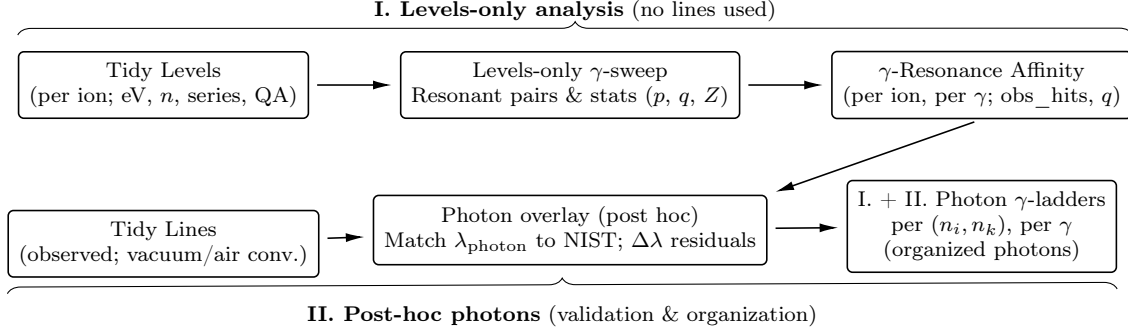 I. Levels-only analysis (no lines used)
Tidy Levels
(per ion; eV, n, series, QA)
Levels-only γ-sweep
Resonant pairs & stats (p, q, Z)
γ-Resonance Affinity
(per ion, per γ; obs_hits, q)
Tidy Lines
(observed; vacuum/air conv.)
Photon overlay (post hoc)
Match λphoton to NIST; Δλ residuals
I. + II. Photon γ-ladders
per (ni, nk), per γ
(organized photons)
II. Post-hoc photons (validation & organization)